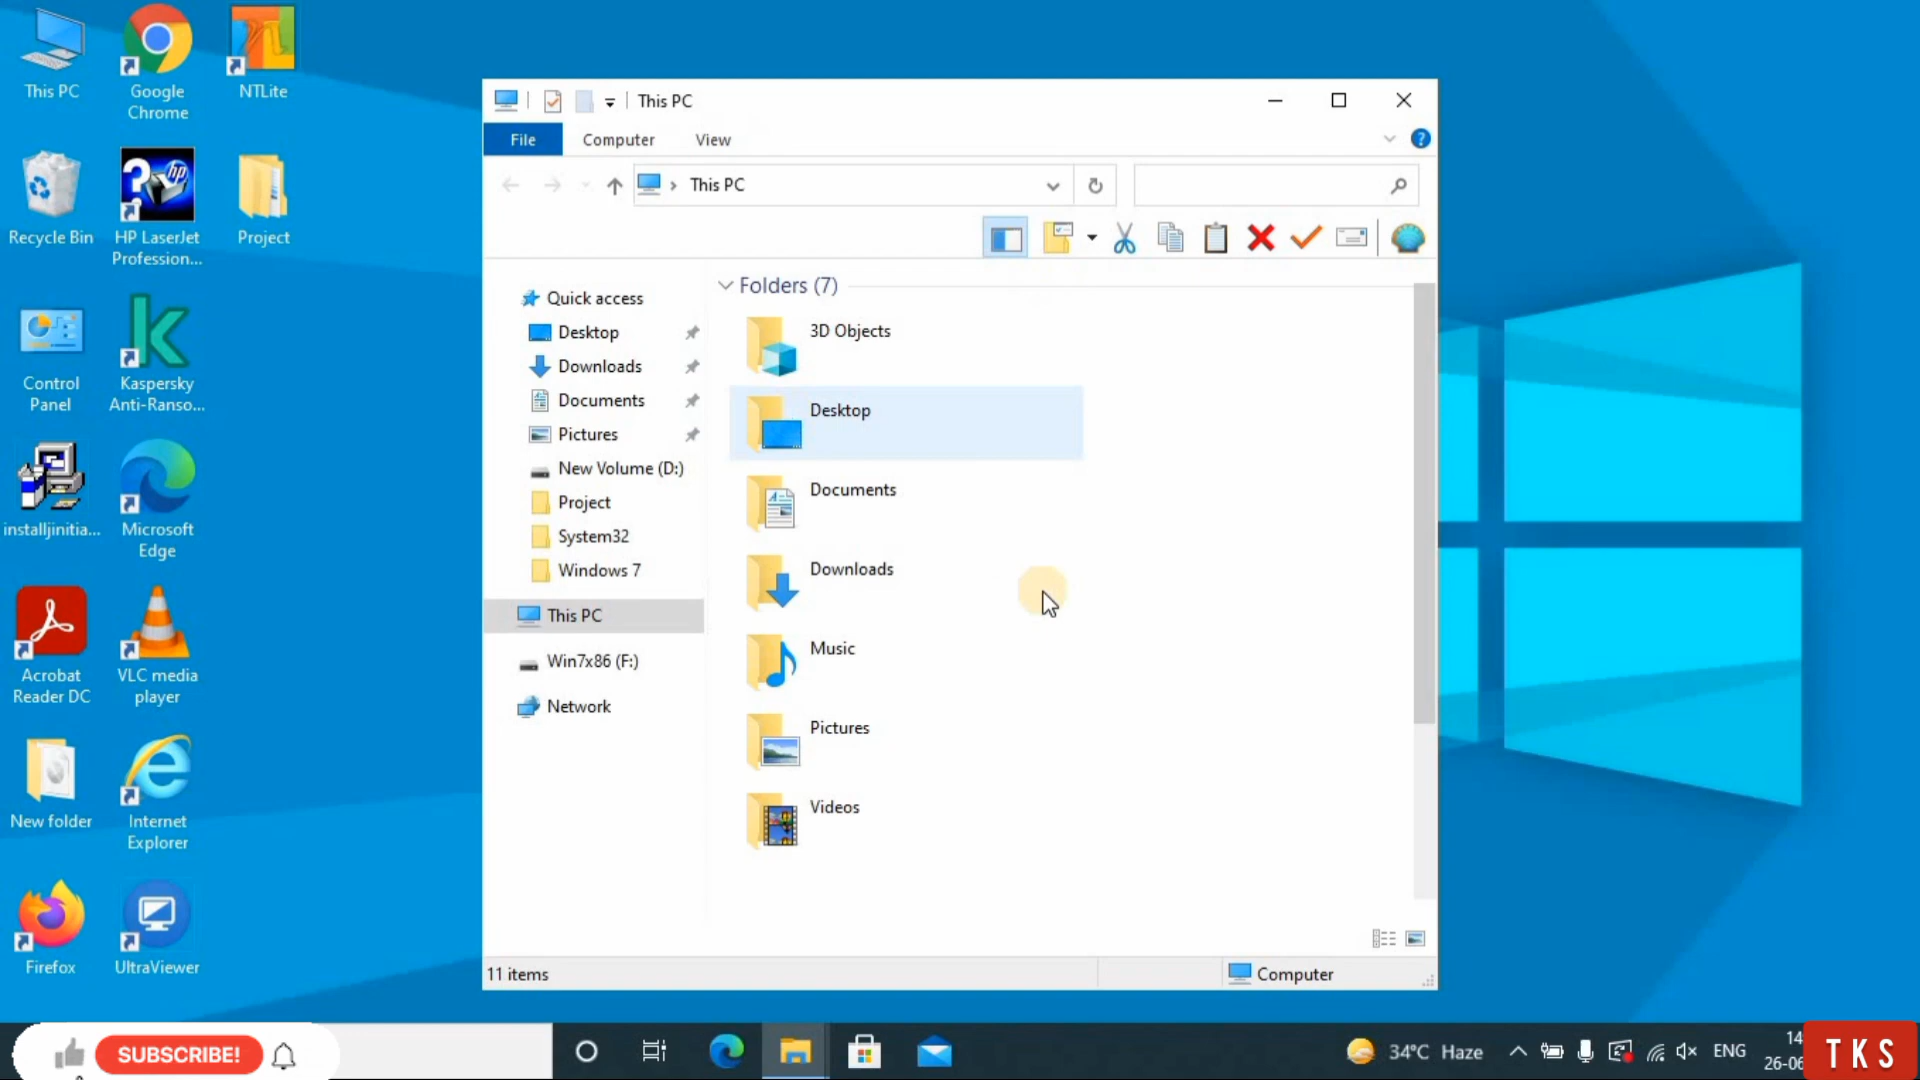 This PC
Google
Chrome
NTLite
Recycle Bin
HP LaserJet
Profession...
Project
Control
Panel
Kaspersky
Anti-Ranso...
installjinitia...
Microsoft
Edge
Acrobat
Reader DC
VLC media
player
New folder
Internet
Explorer
Firefox
UltraViewer
This PC
File
Computer
View
This PC
Quick access
Desktop
Downloads
Documents
Pictures
New Volume (D:)
Project
System32
Windows 7
This PC
Win7x86 (F:)
Network
Folders (7)
3D Objects
Desktop
Documents
Downloads
Music
Pictures
Videos
11 items
Computer
SUBSCRIBE!
34°C Haze
ENG
14
26-06
TKS